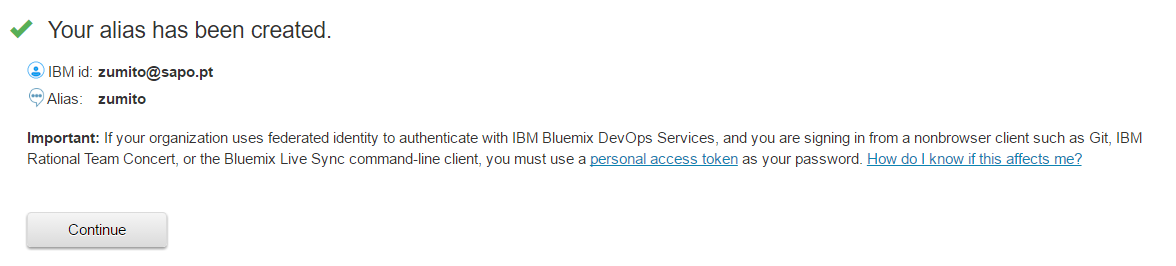 Your alias has been created.
IBM id: zumito@sapo.pt
Alias: zumito
Important: If your organization uses federated identity to authenticate with IBM Bluemix DevOps Services, and you are signing in from a nonbrowser client such as Git, IBM
Rational Team Concert, or the Bluemix Live Sync command-line client, you must use a personal access token as your password. How do I know if this affects me?
Continue